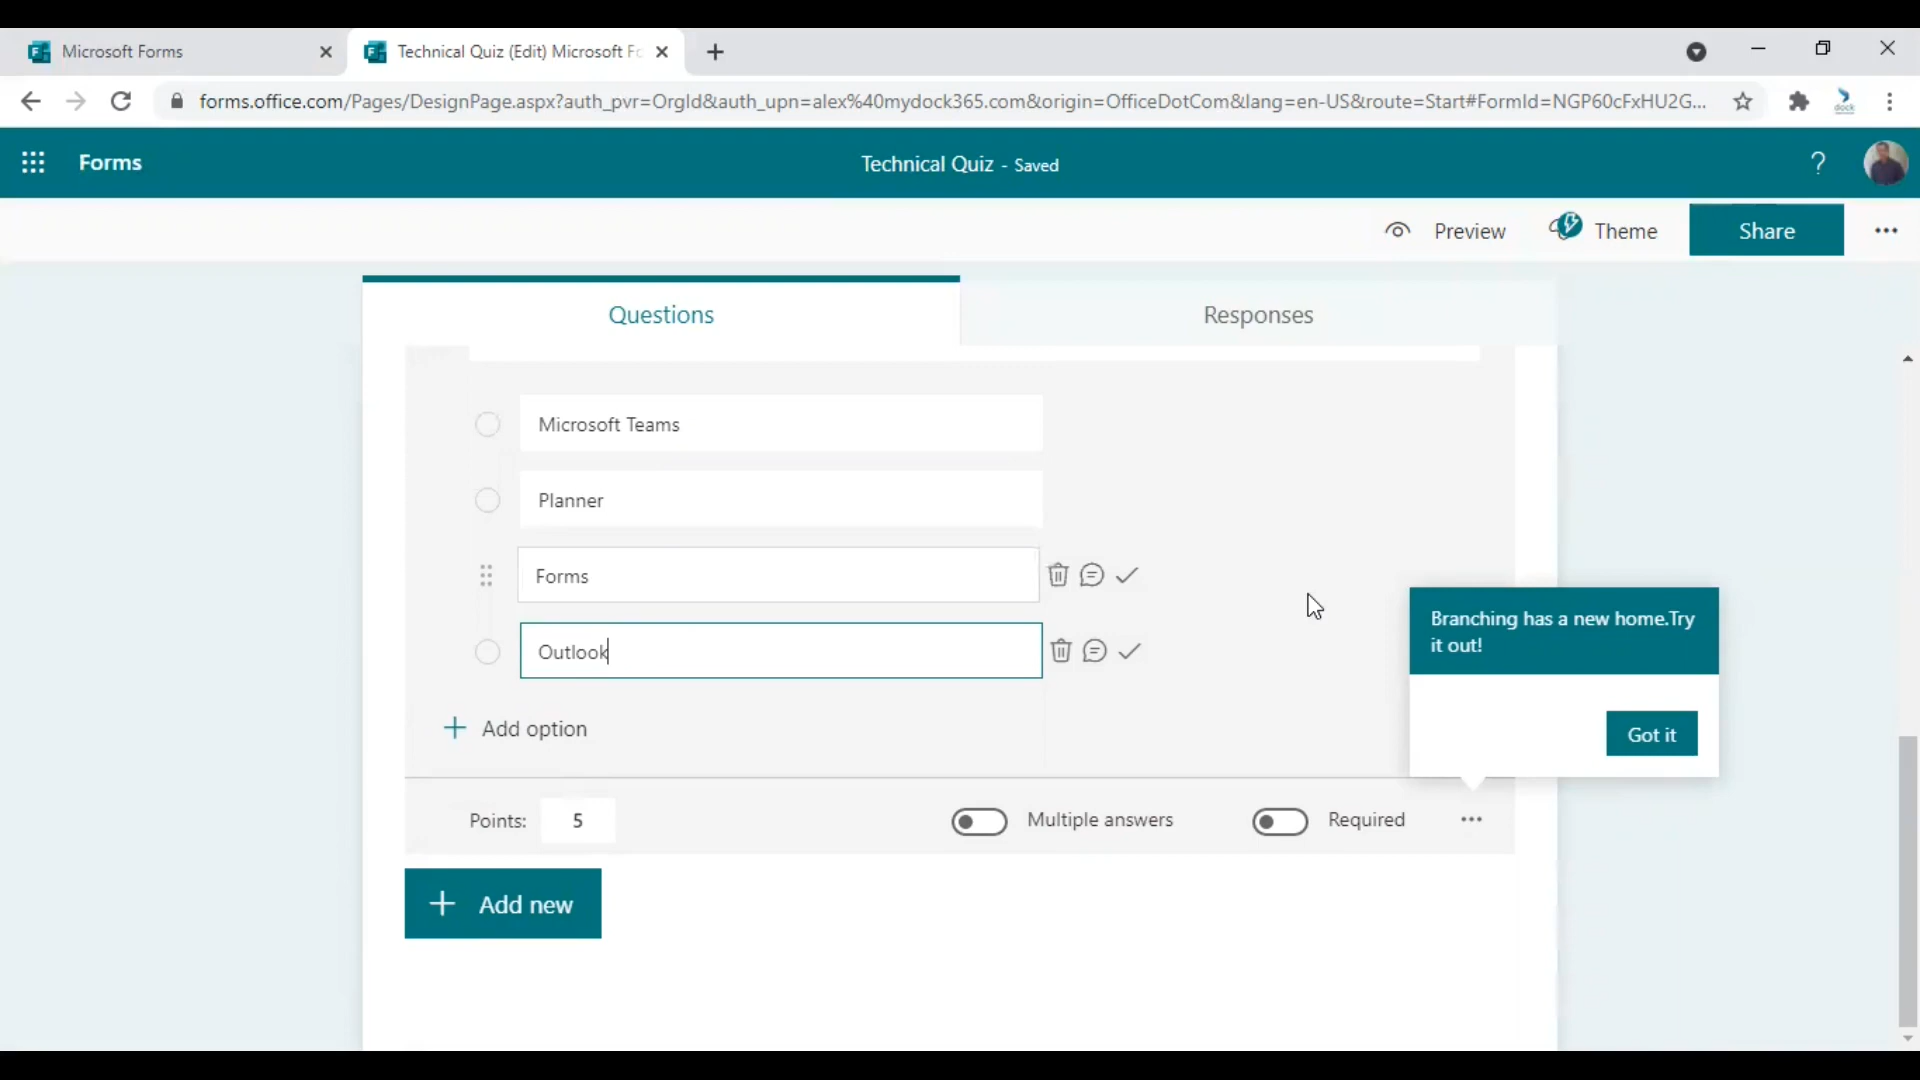 Microsoft Forms
Technical Quiz (Edit) Microsoft Fo
forms.office.com/Pages/DesignPage.aspx?auth_pvr=OrgId&auth_upn=alex%40mydock365.com&origin=OfficeDotCom&lang=en-US&route=Start#FormId=NGP60cFxHU2G...
dock
Forms
Technical Quiz - Saved
?
Preview
Theme
Share
Questions
Responses
Microsoft Teams
Planner
Forms
Outlook
Branching has a new home.Try
it out!
Got it
Add option
Points: 5
Multiple answers
Required
Add new